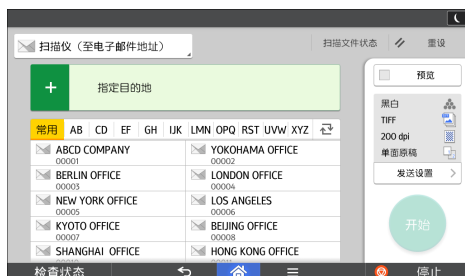 扫描仪（至电子邮件地址）
扫描文件状态
重设
指定目的地
常用 AB CD EF GH IJK LMN OPQ RST UVW XYZ
ABCD COMPANY
00001
YOKOHAMA OFFICE
00002
BERLIN OFFICE
00003
LONDON OFFICE
00004
NEW YORK OFFICE
00005
LOS ANGELES
00006
KYOTO OFFICE
00007
BEIJING OFFICE
00008
SHANGHAI OFFICE
HONG KONG OFFICE
预览
黑白
TIFF
200 dpi
单面原稿
发送设置
开始
检查状态
停止